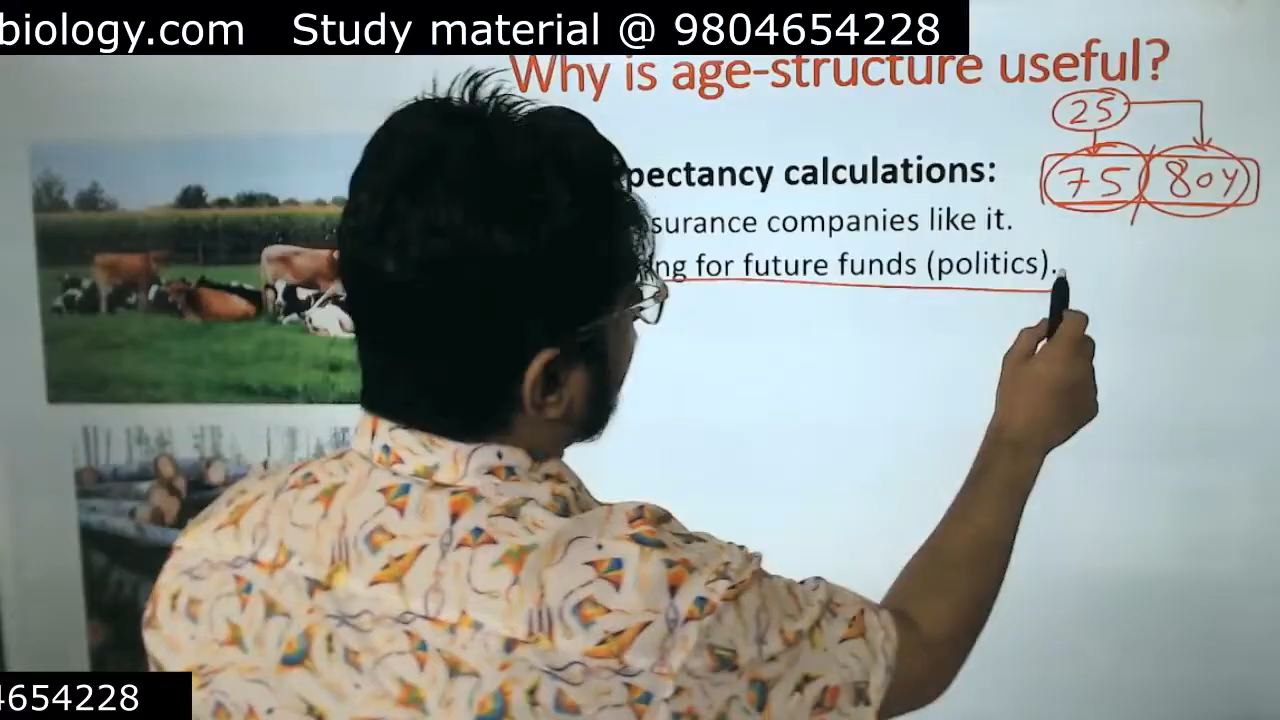 biology.com Study material @ 9804654228
Why is age-structure useful?
25
pectancy calculations:
75 80y
surance companies like it.
ng for future funds (politics).
4654228